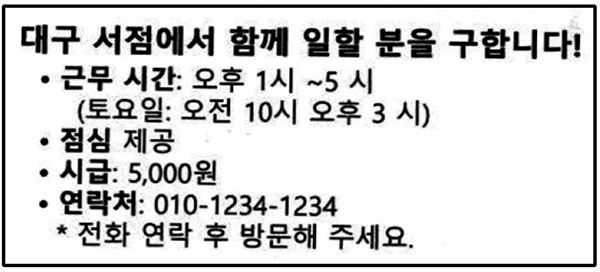 대구 서점에서 함께 일할 분을 구합니다!
• 근무 시간: 오후 1시 ~5 시
(토요일: 오전 10시 오후 3 시)
• 점심 제공
• 시급: 5,000원
• 연락처: 010-1234-1234
* 전화 연락 후 방문해 주세요.